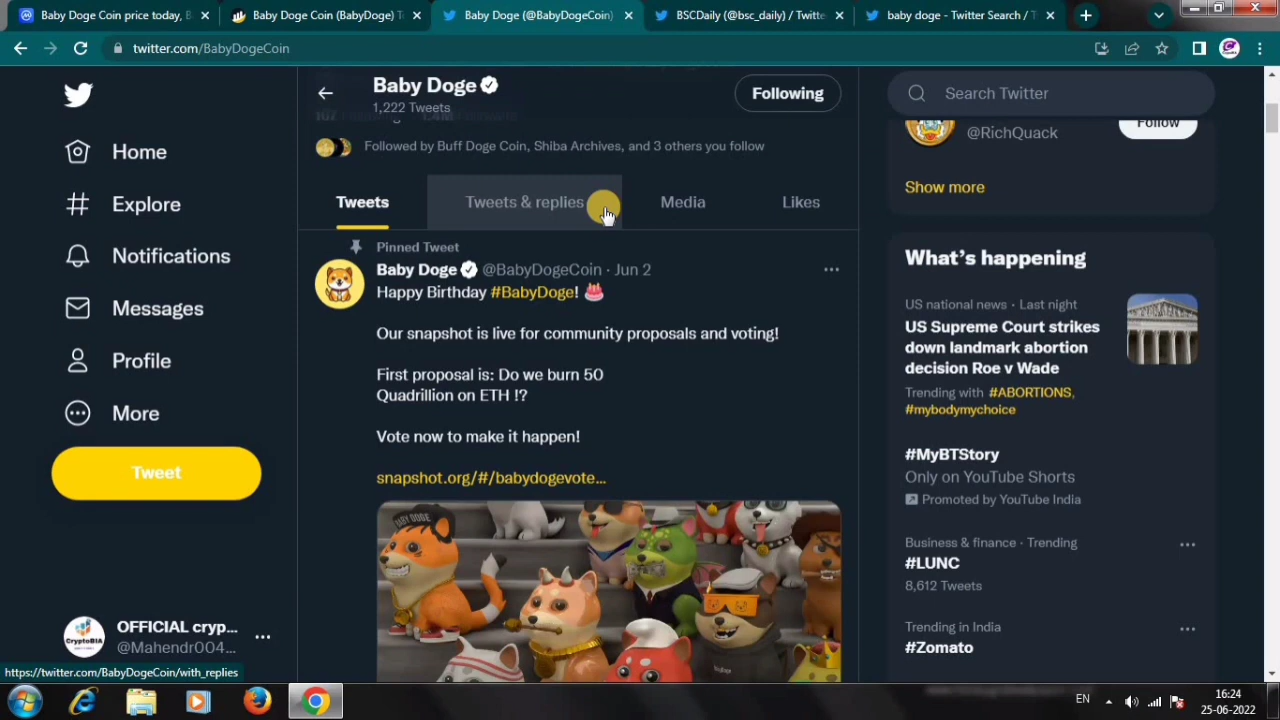 Baby Doge Coin price today, B
Baby Doge Coin (BabyDoge) T
Baby Doge (@BabyDogeCoin)
BSCDaily (@bsc_daily) / Twitte
baby doge - Twitter Search / T
twitter.com/BabyDogeCoin
Baby Doge
1,222 Tweets
Following
Search Twitter
Followed by Buff Doge Coin, Shiba Archives, and 3 others you follow
Tweets
Tweets & replies
Media
Likes
Home
Explore
Notifications
Messages
Profile
More
Tweet
OFFICIAL cryp...
@Mahendr004...
CryptoBIA
Pinned Tweet
Baby Doge @BabyDogeCoin · Jun 2
Happy Birthday #BabyDoge! 🎂
Our snapshot is live for community proposals and voting!
First proposal is: Do we burn 50
Quadrillion on ETH !?
Vote now to make it happen!
snapshot.org/#/babydogevote...
BABY DOGE
@RichQuack
Follow
Show more
What's happening
US national news · Last night
US Supreme Court strikes
down landmark abortion
decision Roe v Wade
Trending with #ABORTIONS,
#mybodymychoice
#MyBTStory
Only on YouTube Shorts
Promoted by YouTube India
Business & finance · Trending
#LUNC
8,612 Tweets
Trending in India
#Zomato
https://twitter.com/BabyDogeCoin/with_replies
EN
16:24
25-06-2022